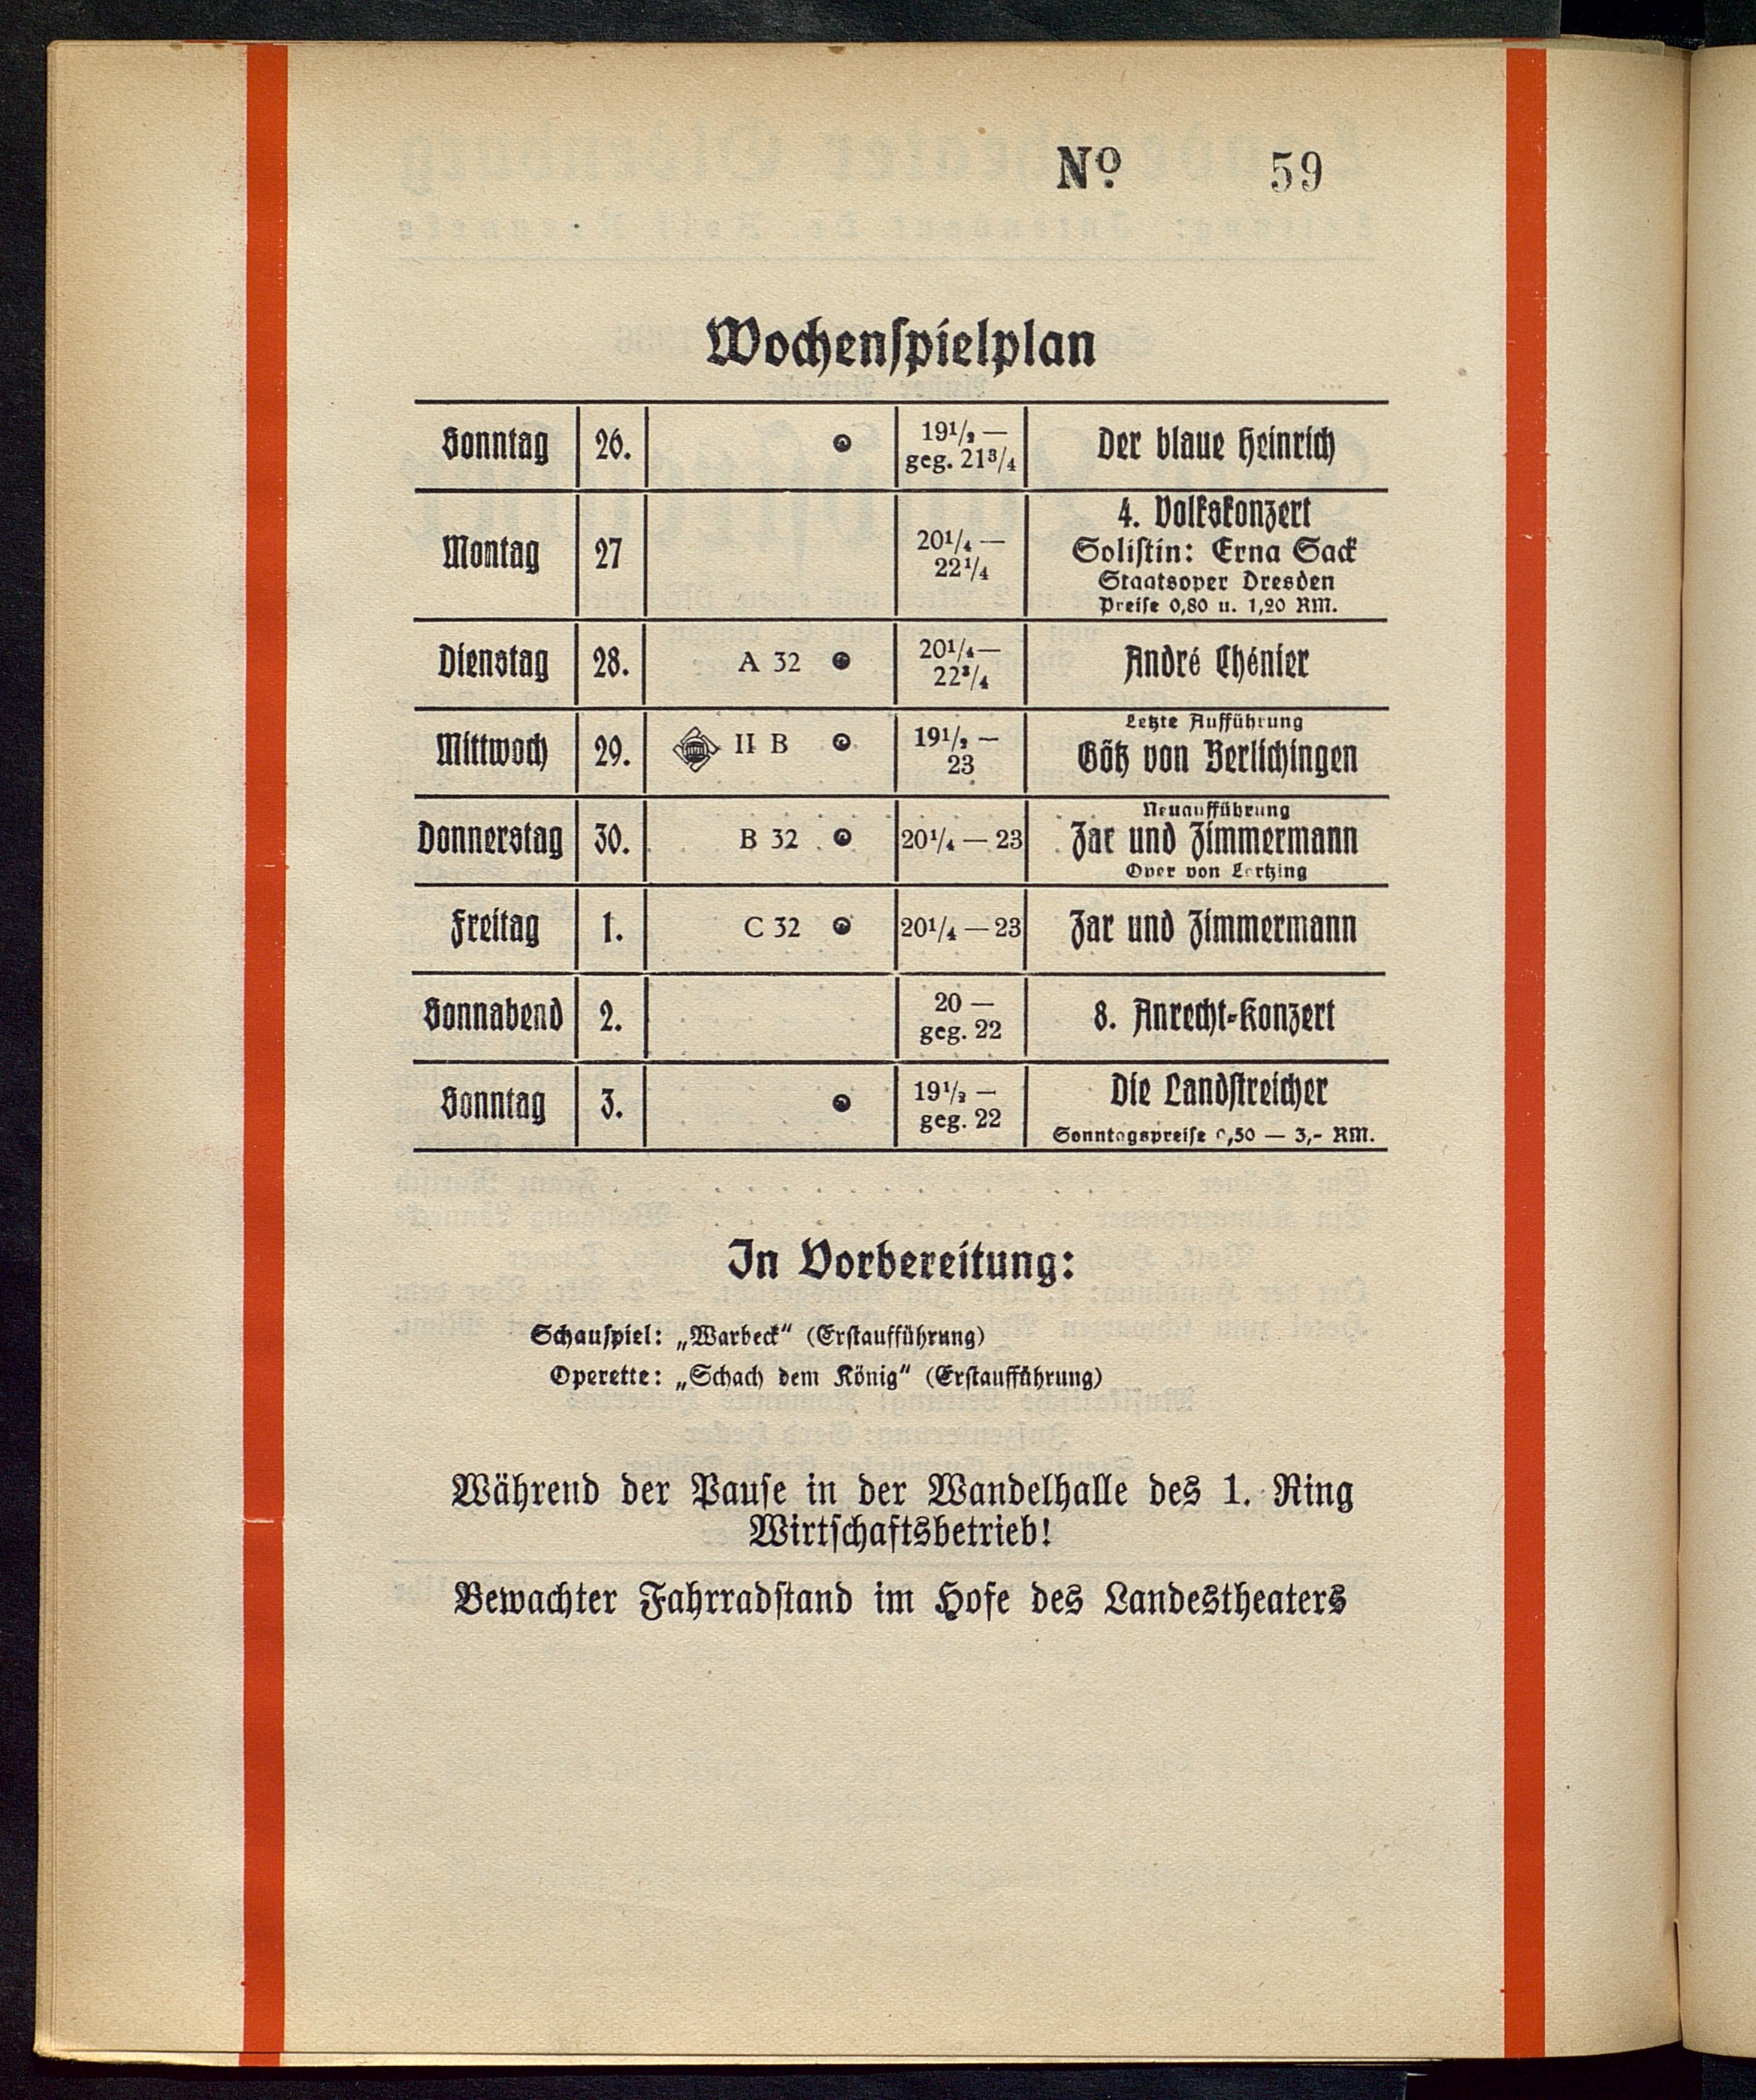 Nº 59
Wochenspielplan
Sonntag 26. 19½ — geg. 21¾ Der blaue Heinrich
Montag 27 20¼ — 22¼ 4. Volkskonzert
Solistin: Erna Sack
Staatsoper Dresden
Preise 0,80 u. 1,20 RM.
Dienstag 28. A 32 20¼ — 22¾ André Chénier
Mittwoch 29. II B 19½ — 23 Letzte Aufführung
Götz von Berlichingen
Donnerstag 30. B 32 20¼ — 23 Neuaufführung
Zar und Zimmermann
Oper von Lortzing
Freitag 1. C 32 20¼ — 23 Zar und Zimmermann
Sonnabend 2. 20 — geg. 22 8. Anrecht-Konzert
Sonntag 3. 19½ — geg. 22 Die Landstreicher
Sonntagspreise 0,50 — 3,- RM.
In Vorbereitung:
Schauspiel: „Warbeck“ (Erstaufführung)
Operette: „Schach dem König“ (Erstaufführung)
Während der Pause in der Wandelhalle des 1. Ring
Wirtschaftsbetrieb!
Bewachter Fahrradstand im Hofe des Landestheaters